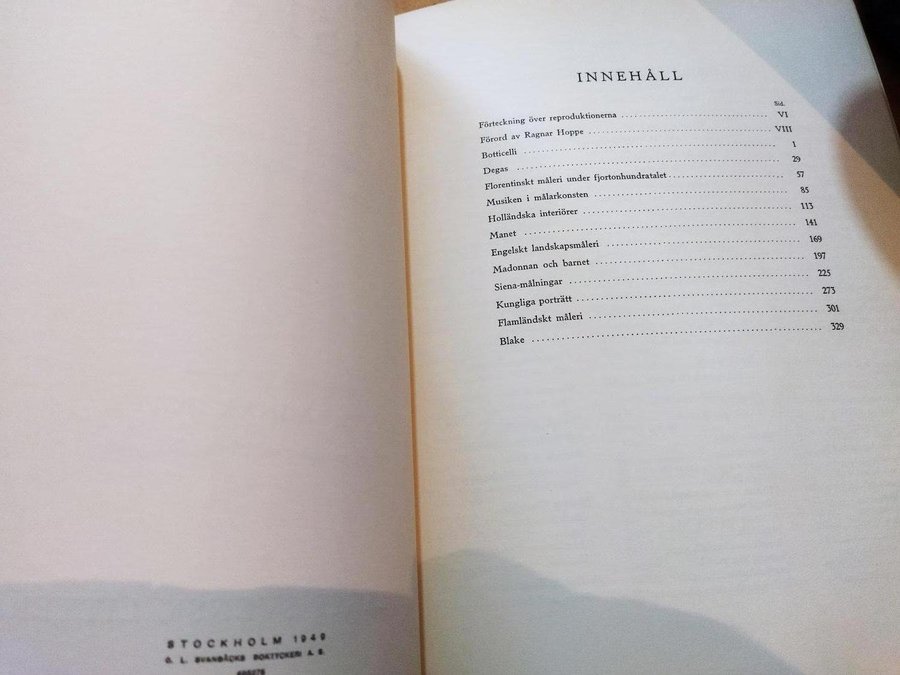 STOCKHOLM 1949
O. L. SVANBÄCKS BOKTYCKERI A. B.
INNEHÅLL
Sid.
Förteckning över reproduktionerna VI
Förord av Ragnar Hoppe VIII
Botticelli 1
Degas 29
Florentinskt måleri under fjortonhundratalet 57
Musiken i målarkonsten 85
Holländska interiörer 113
Manet 141
Engelskt landskapsmåleri 169
Madonnan och barnet 197
Siena-målningar 225
Kungliga porträtt 273
Flamländskt måleri 301
Blake 329